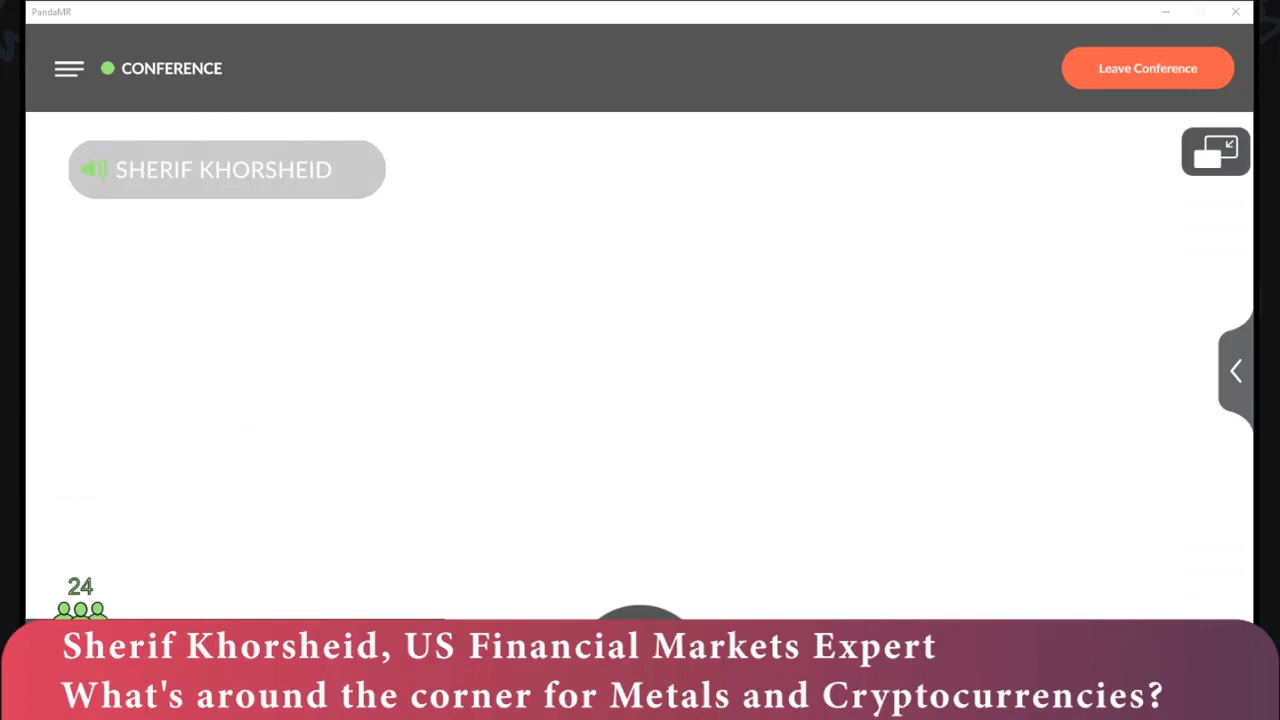 PandaMR
CONFERENCE
Leave Conference
SHERIF KHORSHEID
24
Sherif Khorsheid, US Financial Markets Expert
What's around the corner for Metals and Cryptocurrencies?